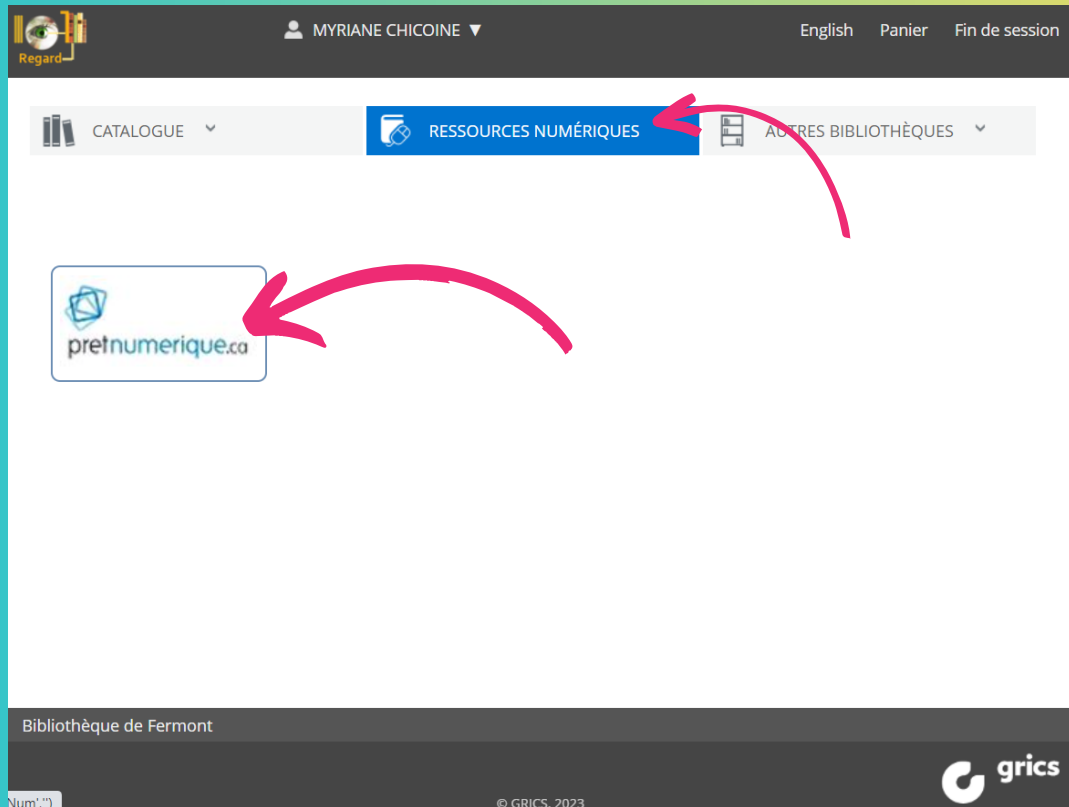 Regard
MYRIANE CHICOINE ▼
English Panier Fin de session
CATALOGUE
RESSOURCES NUMÉRIQUES
AUTRES BIBLIOTHÈQUES
pretnumerique.ca
Bibliothèque de Fermont
grics
Num','')
© GRICS, 2023